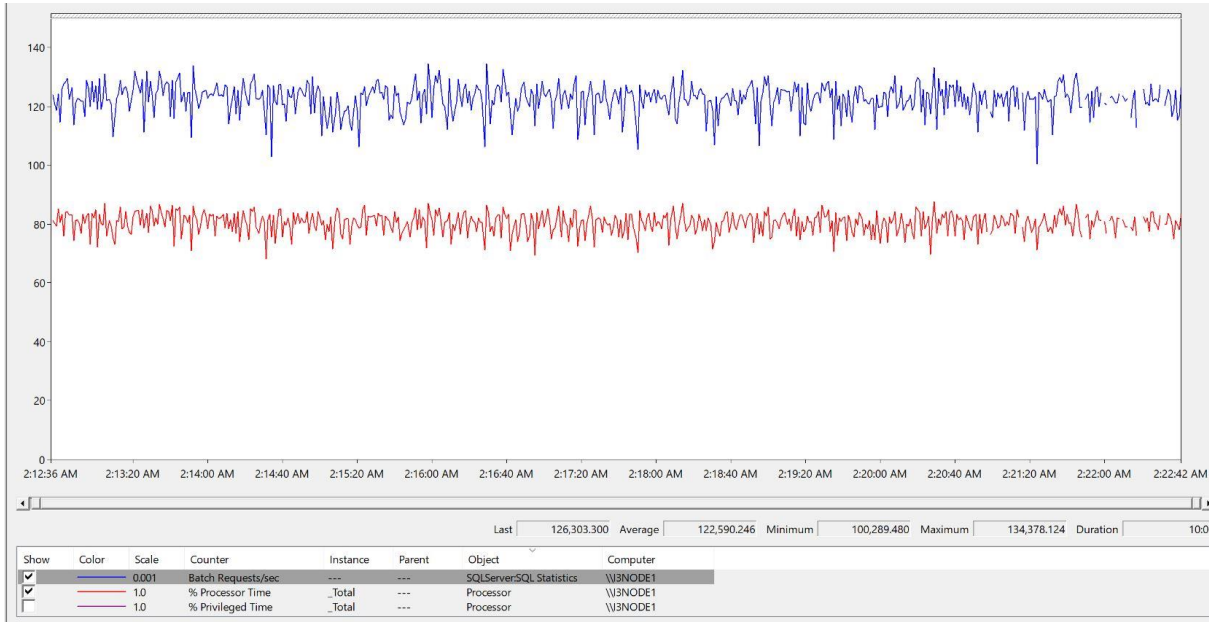 140
120
100
80
60
40
20
0
2:12:36 AM 2:13:20 AM 2:14:00 AM 2:14:40 AM 2:15:20 AM 2:16:00 AM 2:16:40 AM 2:17:20 AM 2:18:00 AM 2:18:40 AM 2:19:20 AM 2:20:00 AM 2:20:40 AM 2:21:20 AM 2:22:00 AM 2:22:42 AM
Last 126,303.300 Average 122,590.246 Minimum 100,289.480 Maximum 134,378.124 Duration 10:0
Show Color Scale Counter Instance Parent Object Computer
0.001 Batch Requests/sec --- --- SQLServer:SQL Statistics \\I3NODE1
1.0 % Processor Time _Total --- Processor \\I3NODE1
1.0 % Privileged Time _Total --- Processor \\I3NODE1